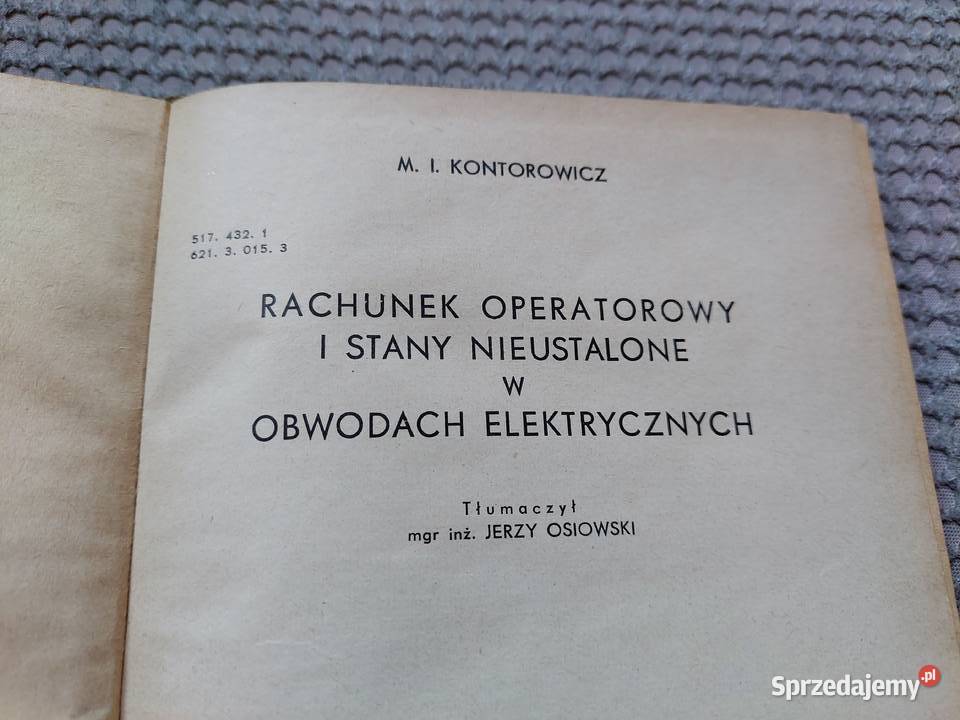 M. I. KONTOROWICZ
517. 432. 1
621. 3. 015. 3
RACHUNEK OPERATOROWY
I STANY NIEUSTALONE
W
OBWODACH ELEKTRYCZNYCH
Tłumaczył
mgr inż. JERZY OSIOWSKI
Sprzedajemy.pl